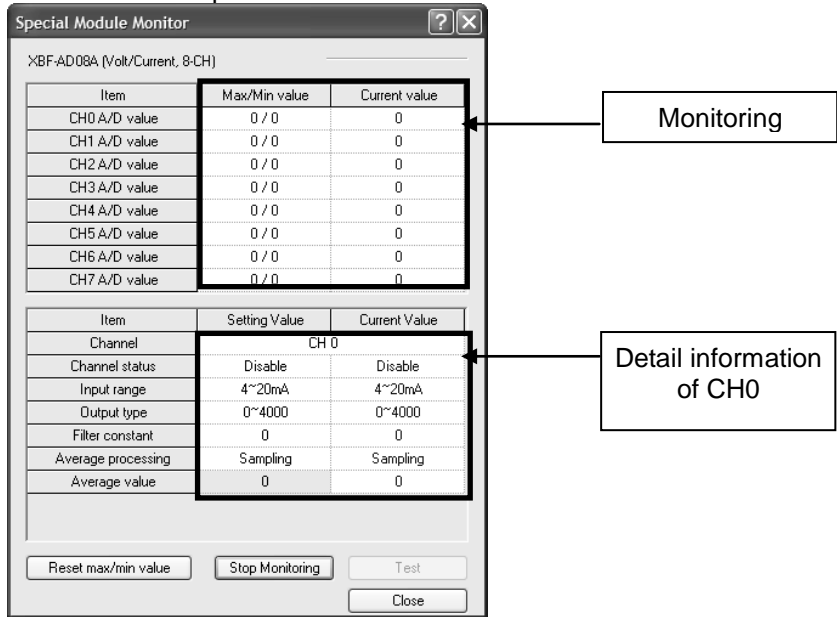 Special Module Monitor
XBF-AD08A (Volt/Current, 8-CH)
Item Max/Min value Current value
CH0 A/D value 0 / 0 0
CH1 A/D value 0 / 0 0
CH2 A/D value 0 / 0 0
CH3 A/D value 0 / 0 0
CH4 A/D value 0 / 0 0
CH5 A/D value 0 / 0 0
CH6 A/D value 0 / 0 0
CH7 A/D value 0 / 0 0
Monitoring
Item Setting Value Current Value
Channel CH 0
Channel status Disable Disable
Input range 4~20mA 4~20mA
Output type 0~4000 0~4000
Filter constant 0 0
Average processing Sampling Sampling
Average value 0 0
Detail information
of CH0
Reset max/min value Stop Monitoring Test
Close